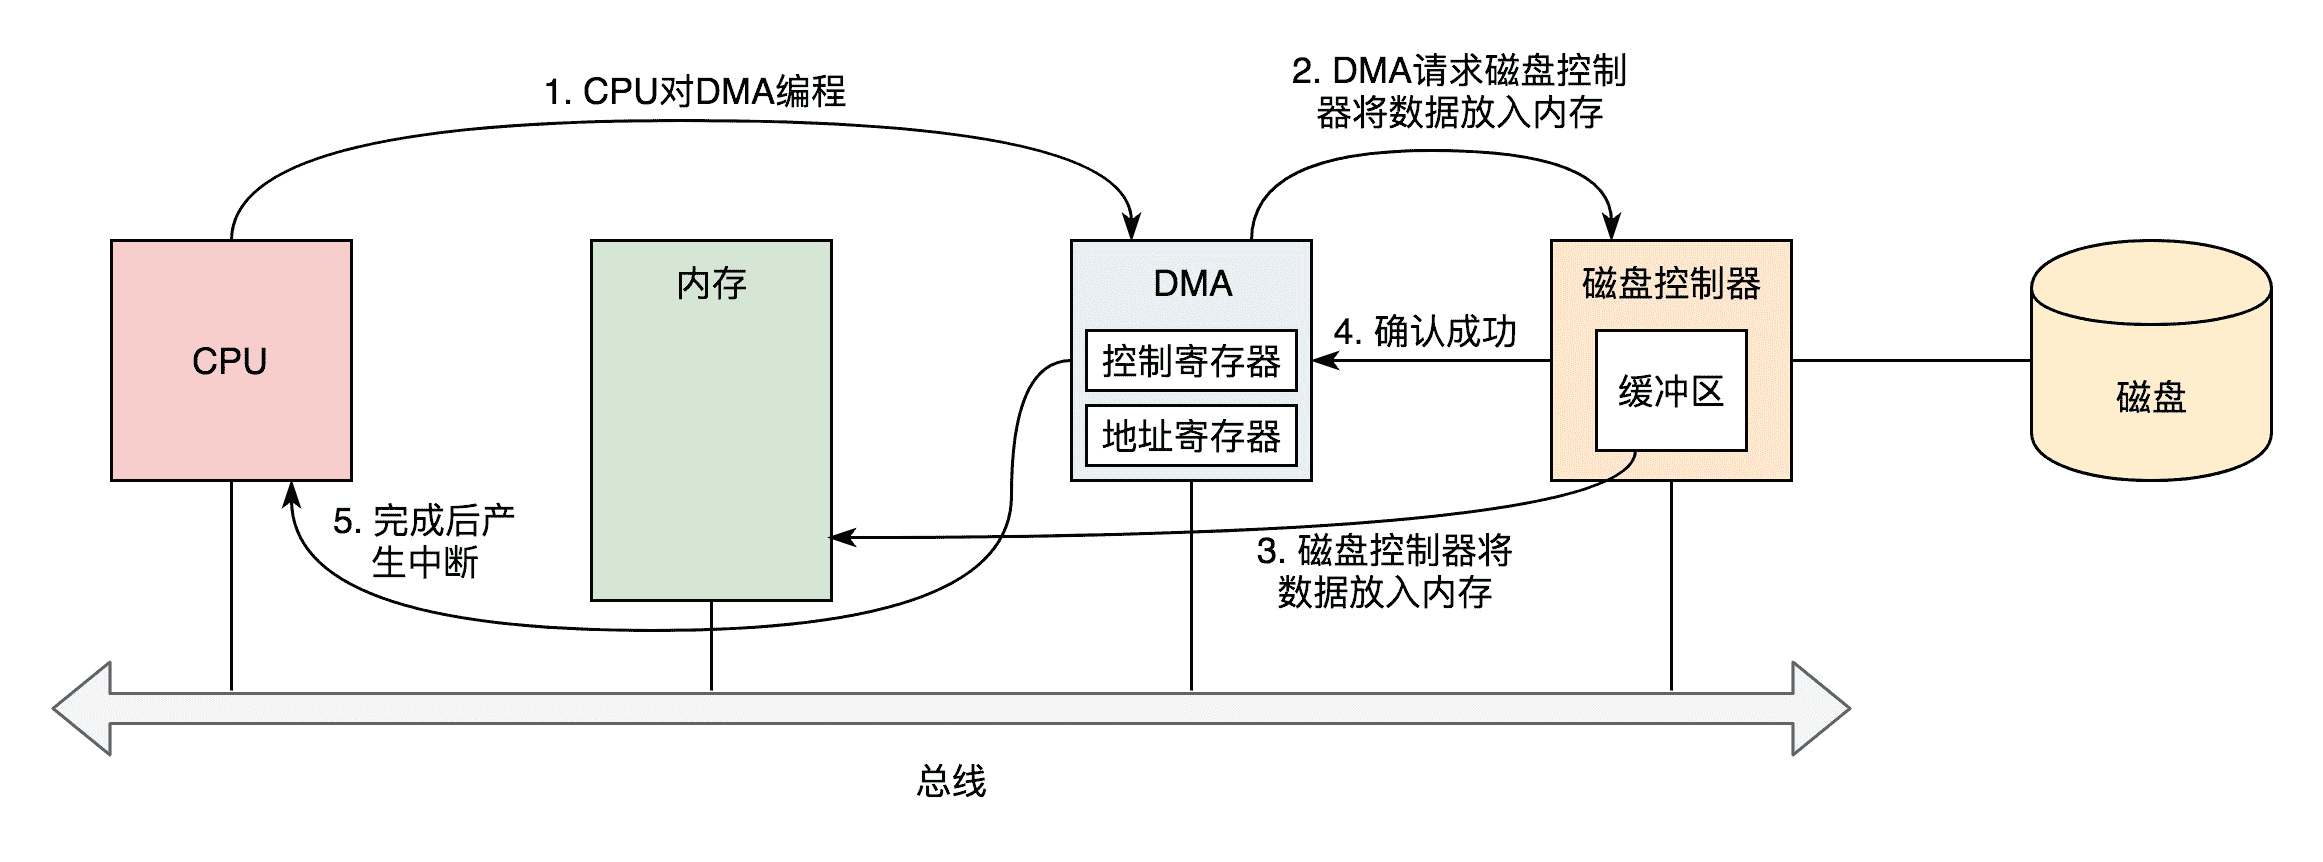 1. CPU对DMA编程
2. DMA请求磁盘控制
器将数据放入内存
CPU
内存
DMA
控制寄存器
地址寄存器
4. 确认成功
磁盘控制器
缓冲区
磁盘
5. 完成后产
生中断
3. 磁盘控制器将
数据放入内存
总线